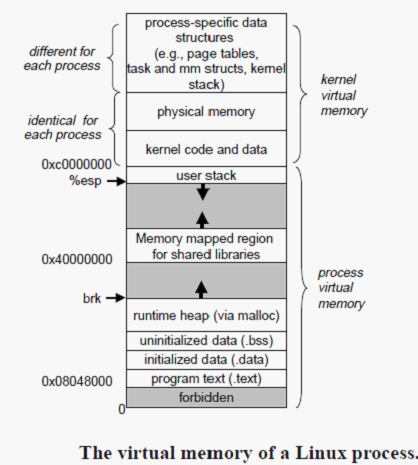 process-specific data
structures
(e.g., page tables,
task and mm structs, kernel
stack)
different for
each process
kernel
virtual
memory
physical memory
identical for
each process
kernel code and data
0xc0000000
user stack
%esp
Memory mapped region
for shared libraries
0x40000000
process
virtual
memory
brk
runtime heap (via malloc)
uninitialized data (.bss)
initialized data (.data)
0x08048000
program text (.text)
forbidden
0
The virtual memory of a Linux process.